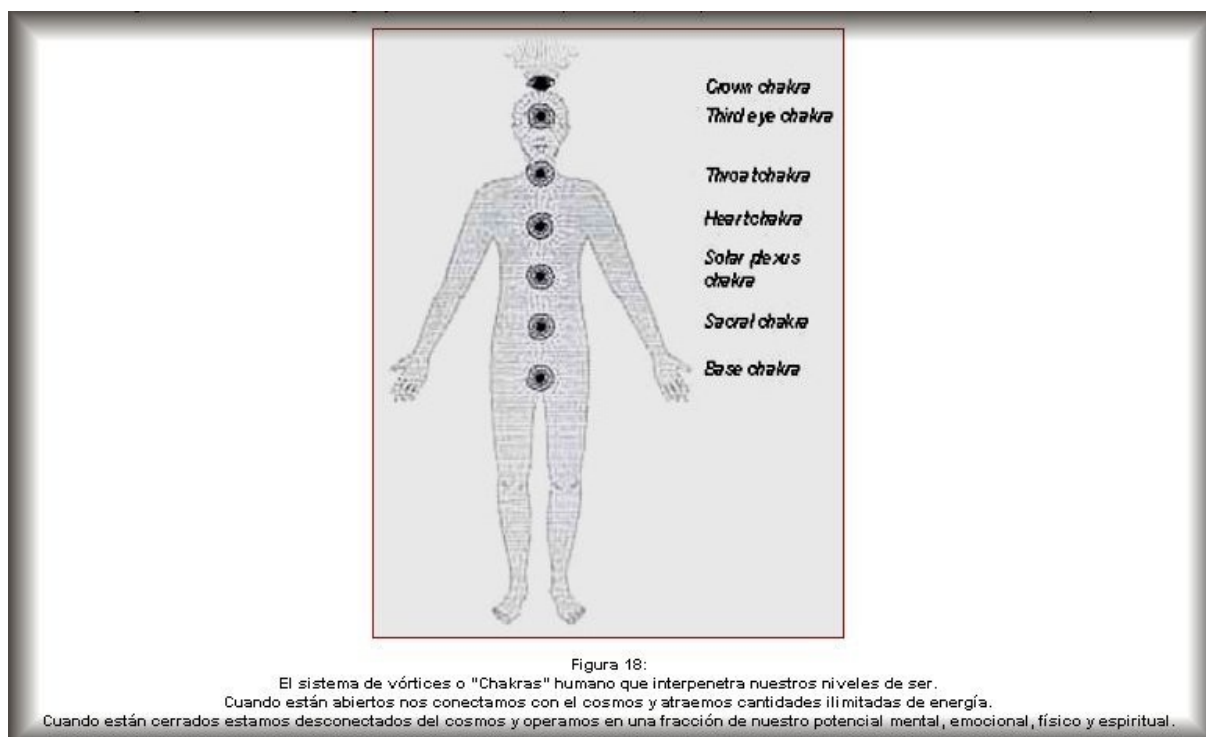 Crown chakra
Third eye chakra
Throat chakra
Heart chakra
Solar plexus
chakra
Sacral chakra
Base chakra
Figura 18:
El sistema de vórtices o "Chakras" humano que interpenetra nuestros niveles de ser.
Cuando están abiertos nos conectamos con el cosmos y atraemos cantidades ilimitadas de energía.
Cuando están cerrados estamos desconectados del cosmos y operamos en una fracción de nuestro potencial mental, emocional, físico y espiritual.